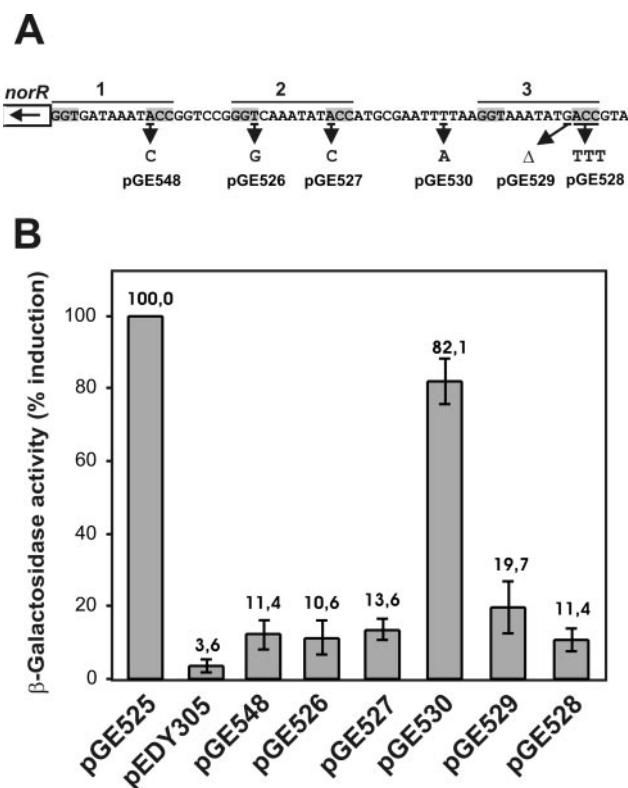 A
norR 1 2 3
GGTGATAAATACCGGTCCGGGTCAAATATACCATGCGAATTTTAAGGGTAAATATGACCGTA
C G C A Δ TTT
pGE548 pGE526 pGE527 pGE530 pGE529 pGE528
B
β-Galactosidase activity (% induction)
100
80
60
40
20
0
100,0
3,6
11,4
10,6
13,6
82,1
19,7
11,4
pGE525
pEDY305
pGE548
pGE526
pGE527
pGE530
pGE529
pGE528